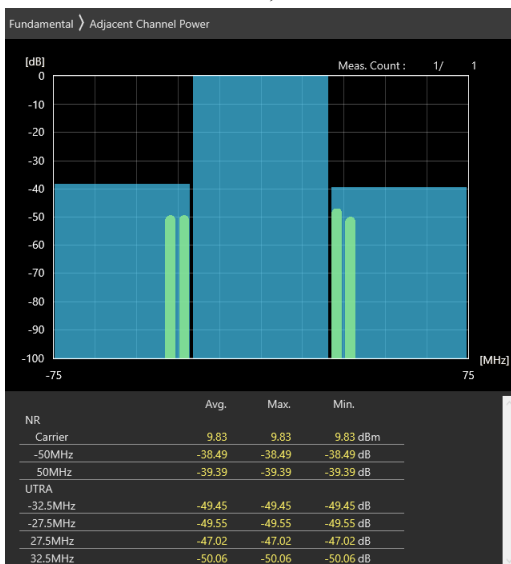 Fundamental ⟩ Adjacent Channel Power
[dB]
Meas. Count : 1/ 1
0
-10
-20
-30
-40
-50
-60
-70
-80
-90
-100
[MHz]
-75 75
Avg. Max. Min.
NR
Carrier 9.83 9.83 9.83 dBm
-50MHz -38.49 -38.49 -38.49 dB
50MHz -39.39 -39.39 -39.39 dB
UTRA
-32.5MHz -49.45 -49.45 -49.45 dB
-27.5MHz -49.55 -49.55 -49.55 dB
27.5MHz -47.02 -47.02 -47.02 dB
32.5MHz -50.06 -50.06 -50.06 dB